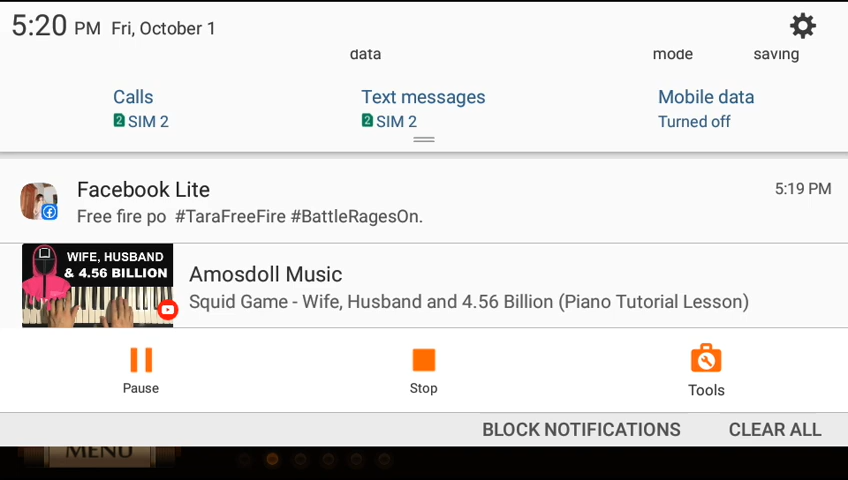 5:20 PM Fri, October 1
data mode saving
Calls Text messages Mobile data
2 SIM 2 2 SIM 2 Turned off
Facebook Lite 5:19 PM
Free fire po #TaraFreeFire #BattleRagesOn.
WIFE, HUSBAND
& 4.56 BILLION
Amosdoll Music
Squid Game - Wife, Husband and 4.56 Billion (Piano Tutorial Lesson)
Pause Stop Tools
BLOCK NOTIFICATIONS CLEAR ALL
MENU